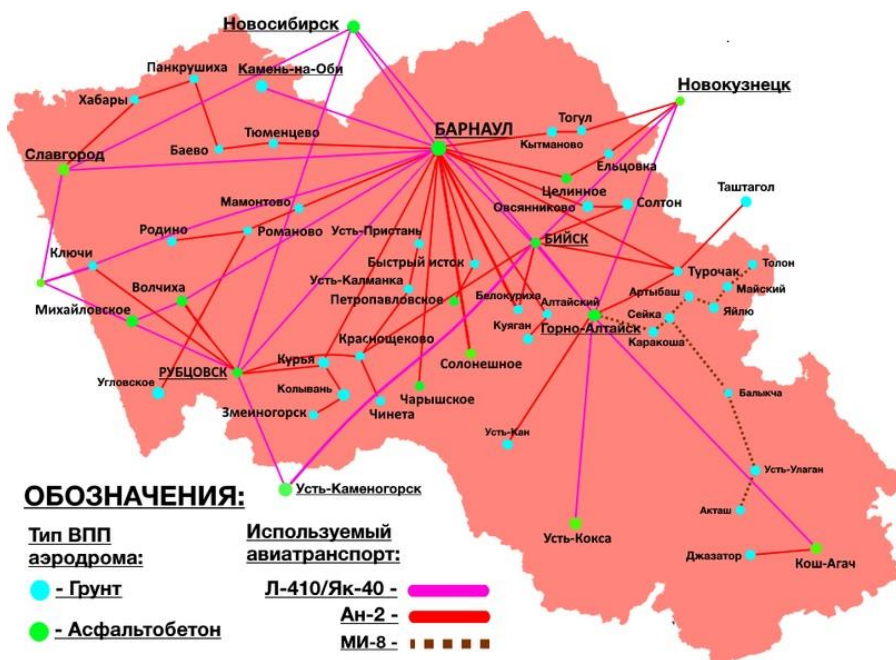 Новосибирск
Панкрушиха
Камень-на-Оби
Новокузнецк
Хабары
Тогул
БАРНАУЛ
Тюменцево
Кытманово
Славгород
Баево
Ельцовка
Целинное
Таштагол
Мамонтово
Овсянниково
Солтон
Родино
Романово
Усть-Пристань
БИЙСК
Ключи
Быстрый исток
Толон
Усть-Калманка
Турочак
Волчиха
Белокуриха
Артыбаш
Майский
Петропавловское
Алтайский
Михайловское
Сейка
Яйлю
Куяган
Горно-Алтайск
Краснощеково
Каракоша
Курья
Солонешное
РУБЦОВСК
Угловское
Колывань
Чарышское
Балыкча
Змеиногорск
Чинета
Усть-Кан
Усть-Улаган
Усть-Каменогорск
ОБОЗНАЧЕНИЯ:
Акташ
Тип ВПП
аэродрома:
Используемый
авиатранспорт:
Усть-Кокса
Джазатор
Кош-Агач
- Грунт
Л-410/Як-40 -
Ан-2 -
- Асфальтобетон
МИ-8 -